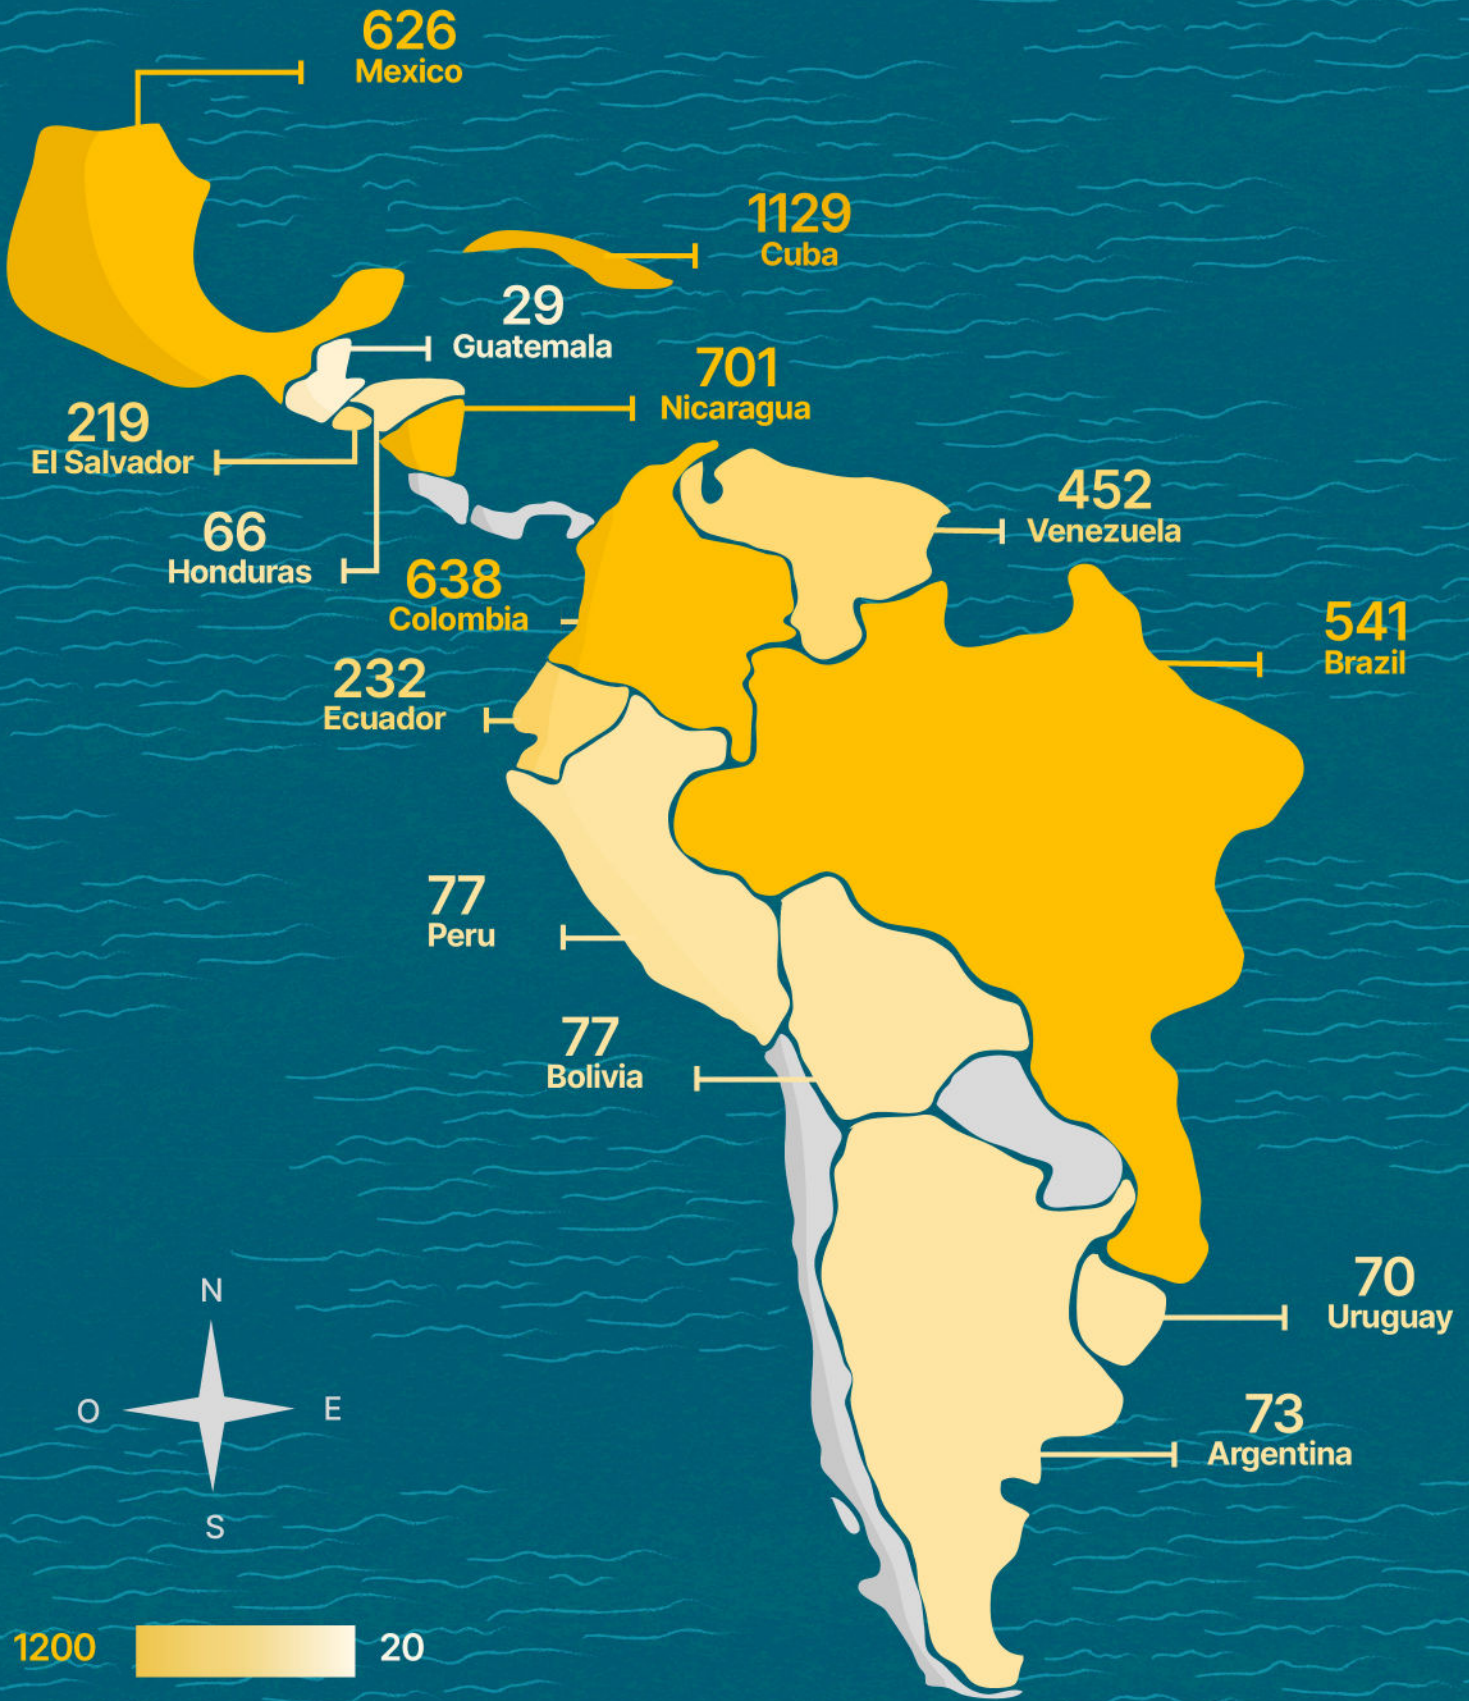 626
Mexico
1129
Cuba
29
Guatemala
701
Nicaragua
219
El Salvador
452
Venezuela
66
Honduras
638
Colombia
541
Brazil
232
Ecuador
77
Peru
77
Bolivia
70
Uruguay
N
O
E
S
73
Argentina
1200
20